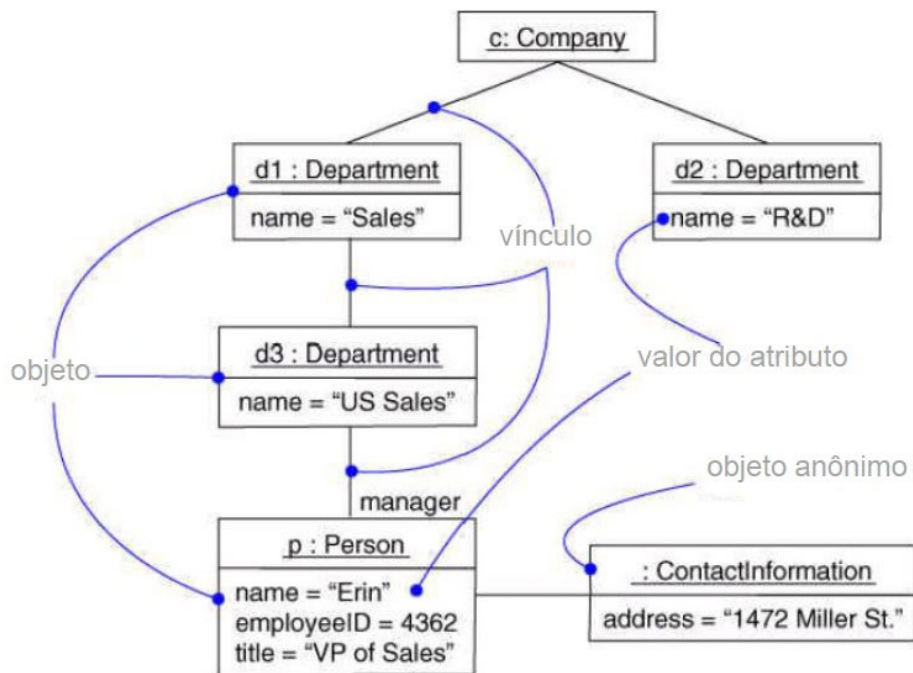 c: Company
d1 : Department
name = “Sales”
d2 : Department
name = “R&D”
vínculo
objeto
d3 : Department
name = “US Sales”
valor do atributo
objeto anônimo
manager
p : Person
name = “Erin”
employeeID = 4362
title = “VP of Sales”
: ContactInformation
address = “1472 Miller St.”